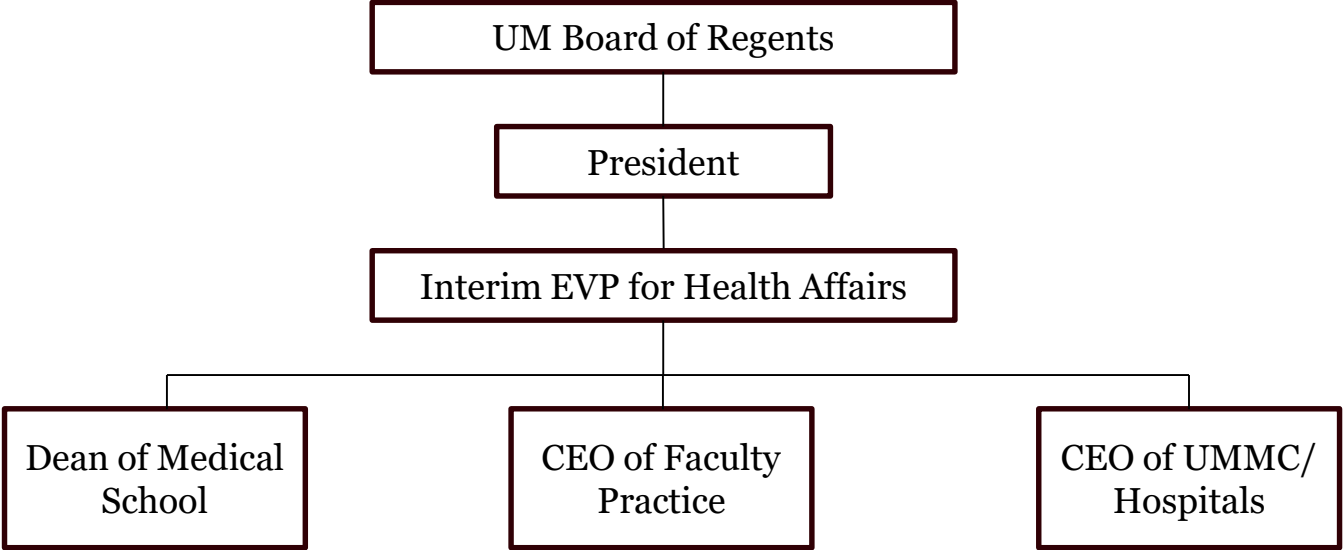 UM Board of Regents
President
Interim EVP for Health Affairs
Dean of Medical
School
CEO of Faculty
Practice
CEO of UMMC/
Hospitals